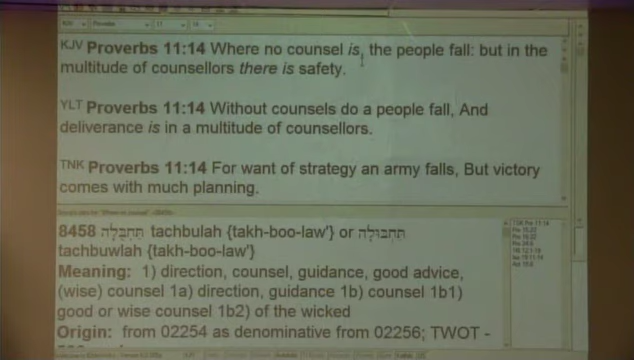 KJV Proverbs 11:14 Where no counsel is, the people fall: but in the
multitude of counsellors there is safety.
YLT Proverbs 11:14 Without counsels do a people fall, And
deliverance is in a multitude of counsellors.
TNK Proverbs 11:14 For want of strategy an army falls, But victory
comes with much planning.
8458 תַּחְבֻּלָה tachbulah {takh-boo-law'} or תַּחְבּוּלָה
tachbuwlah {takh-boo-law'}
Meaning: 1) direction, counsel, guidance, good advice,
(wise) counsel 1a) direction, guidance 1b) counsel 1b1)
good or wise counsel 1b2) of the wicked
Origin: from 02254 as denominative from 02256; TWOT -